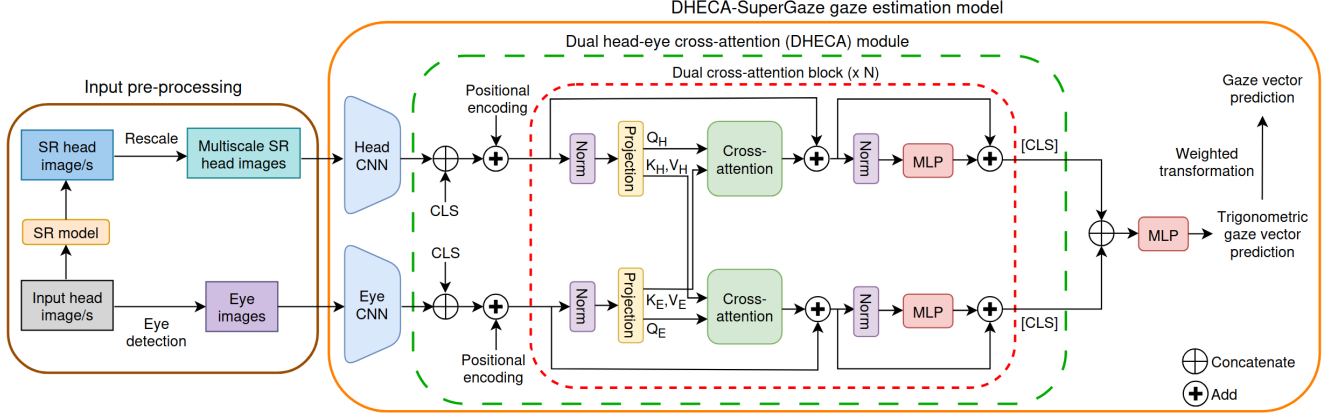 DHECA-SuperGaze gaze estimation model
Dual head-eye cross-attention (DHECA) module
Dual cross-attention block (x N)
Input pre-processing
SR head
image/s
Rescale
Multiscale SR
head images
SR model
Input head
image/s
Eye
detection
Eye
images
Head
CNN
Eye
CNN
Positional
encoding
CLS
CLS
Positional
encoding
Norm
Projection
Q_H
K_H,V_H
Cross-
attention
Norm
MLP
[CLS]
Norm
Projection
K_E,V_E
Q_E
Cross-
attention
Norm
MLP
[CLS]
MLP
Gaze vector
prediction
Weighted
transformation
Trigonometric
gaze vector
prediction
Concatenate
Add